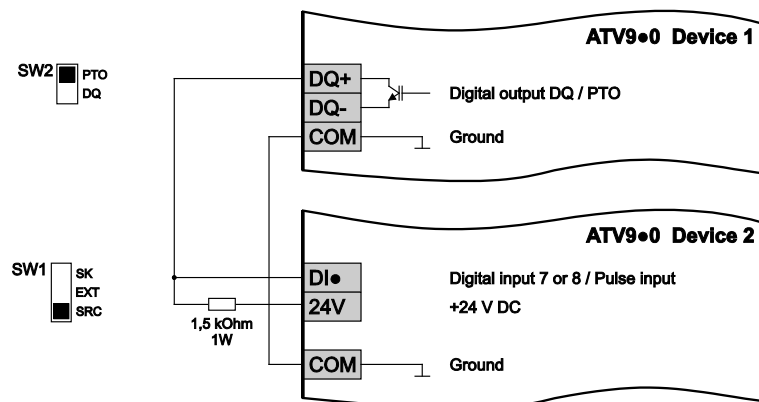 ATV9●0 Device 1
SW2
PTO
DQ
DQ+
DQ-
COM
Digital output DQ / PTO
Ground
ATV9●0 Device 2
SW1
SK
EXT
SRC
1,5 kOhm
1W
DI●
24V
COM
Digital input 7 or 8 / Pulse input
+24 V DC
Ground